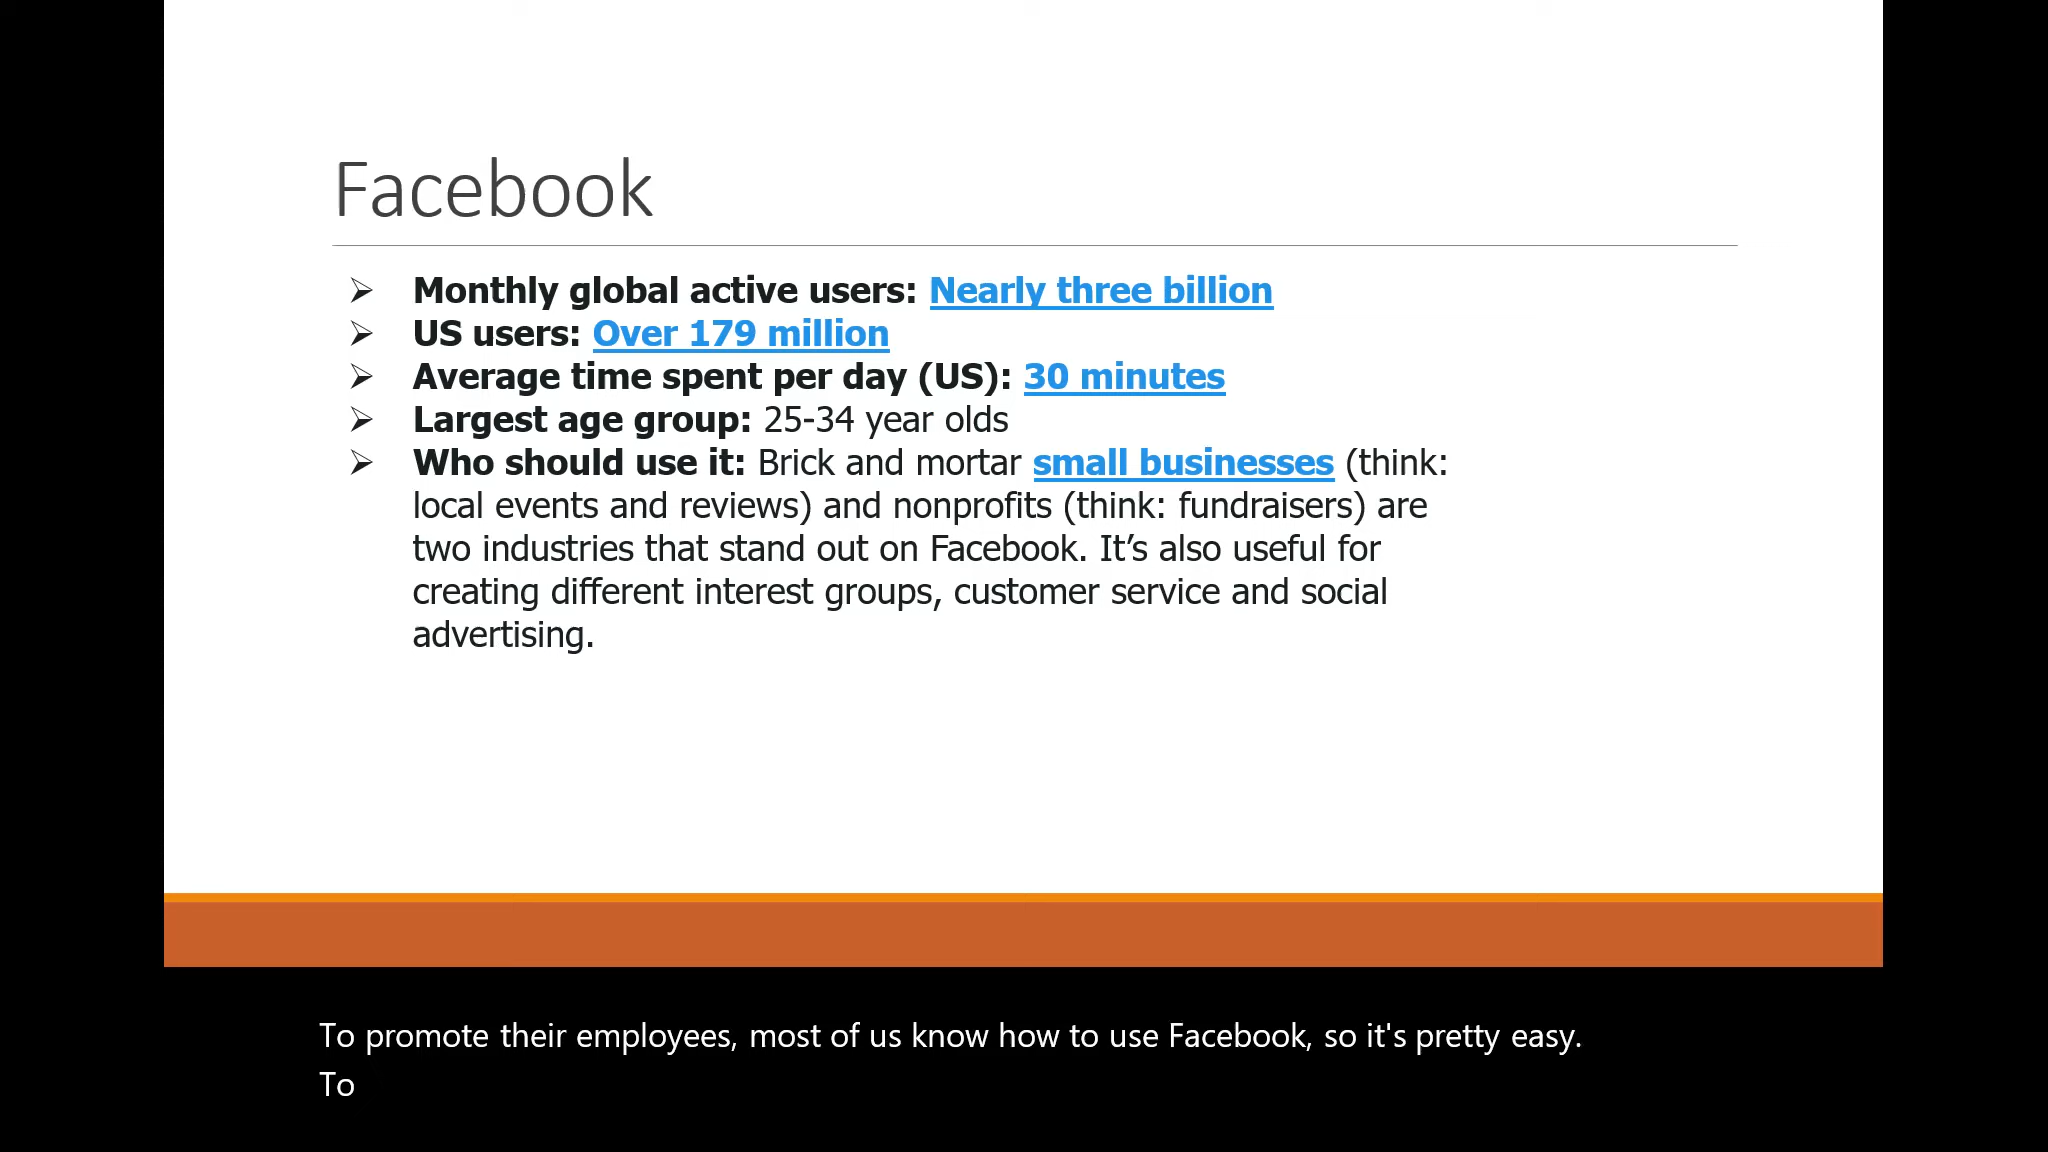 Facebook
Monthly global active users: Nearly three billion
US users: Over 179 million
Average time spent per day (US): 30 minutes
Largest age group: 25-34 year olds
Who should use it: Brick and mortar small businesses (think:
local events and reviews) and nonprofits (think: fundraisers) are
two industries that stand out on Facebook. It’s also useful for
creating different interest groups, customer service and social
advertising.
To promote their employees, most of us know how to use Facebook, so it's pretty easy.
To